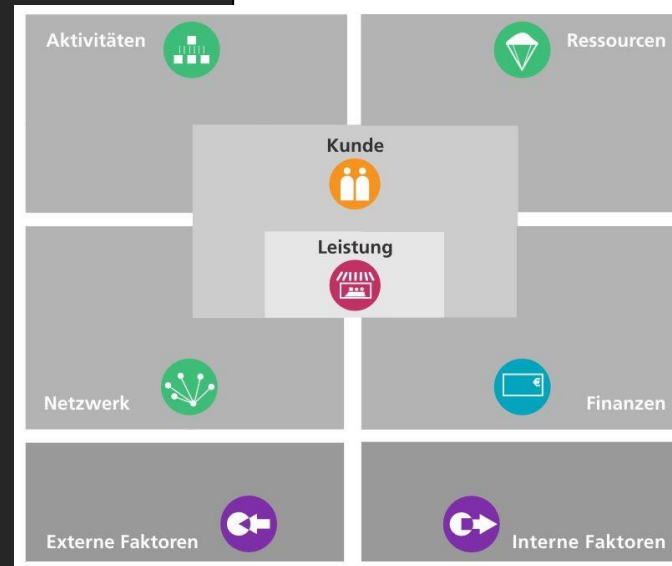 Aktivitäten
Ressourcen
Kunde
Leistung
€
Netzwerk
Finanzen
Externe Faktoren
Interne Faktoren